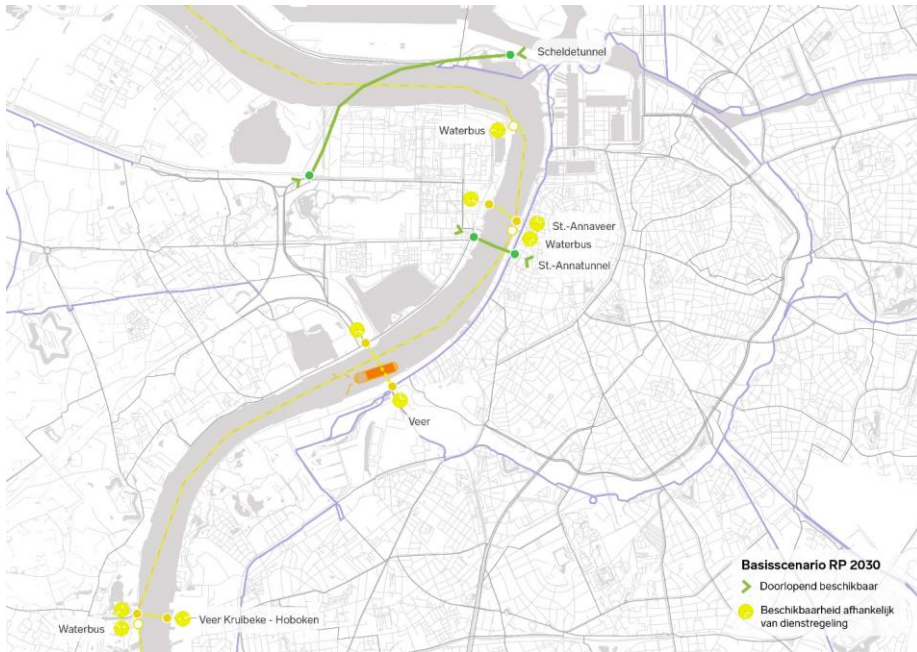 Scheldetunnel
Waterbus
St.-Annaveer
Waterbus
St.-Annatunnel
Veer
Veer Kruibeke - Hoboken
Waterbus
Basisscenario RP 2030
Doorlopend beschikbaar
Beschikbaarheid afhankelijk
van dienstregeling